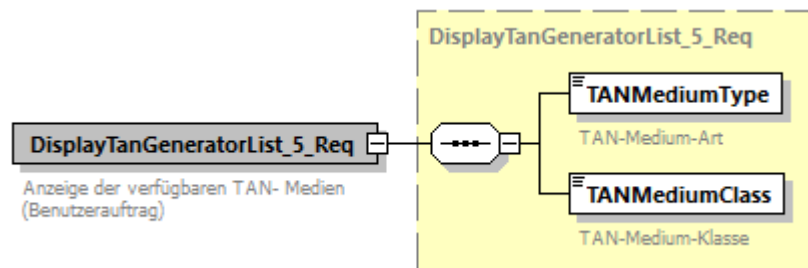 DisplayTanGeneratorList_5_Req
TANMediumType
TAN-Medium-Art
DisplayTanGeneratorList_5_Req
Anzeige der verfügbaren TAN- Medien
(Benutzerauftrag)
TANMediumClass
TAN-Medium-Klasse